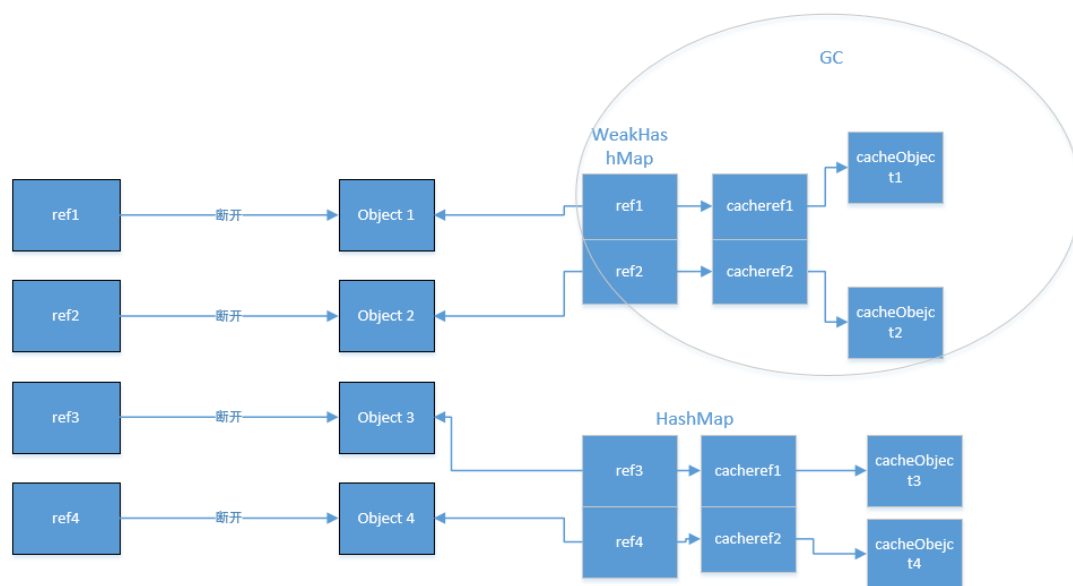 GC
WeakHas
hMap
cacheObjec
t1
ref1
断开
Object 1
ref1
cacheref1
ref2
断开
Object 2
ref2
cacheref2
cacheObejc
t2
ref3
断开
Object 3
HashMap
ref3
cacheref1
cacheObjec
t3
ref4
断开
Object 4
ref4
cacheref2
cacheObejc
t4